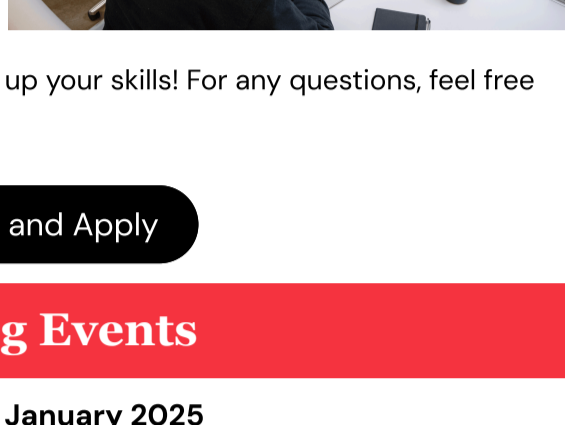 up your skills! For any questions, feel free
and Apply
g Events
January 2025